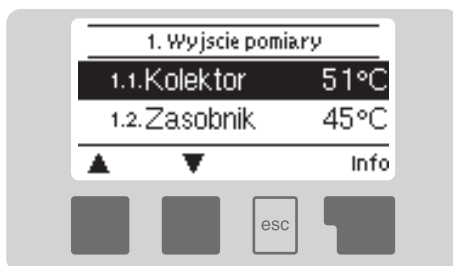 1. Wyjscie pomiary
1.1.Kolektor 51°C
1.2.Zasobnik 45°C
▲ ▼ Info
esc